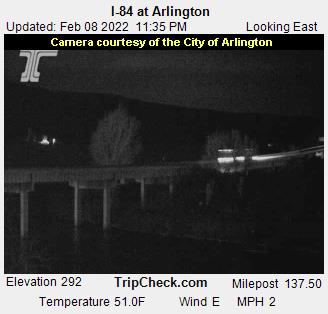 I-84 at Arlington
Updated: Feb 08 2022 11:35 PM Looking East
Camera courtesy of the City of Arlington
Elevation 292 TripCheck.com Milepost 137.50
Temperature 51.0F Wind E MPH 2